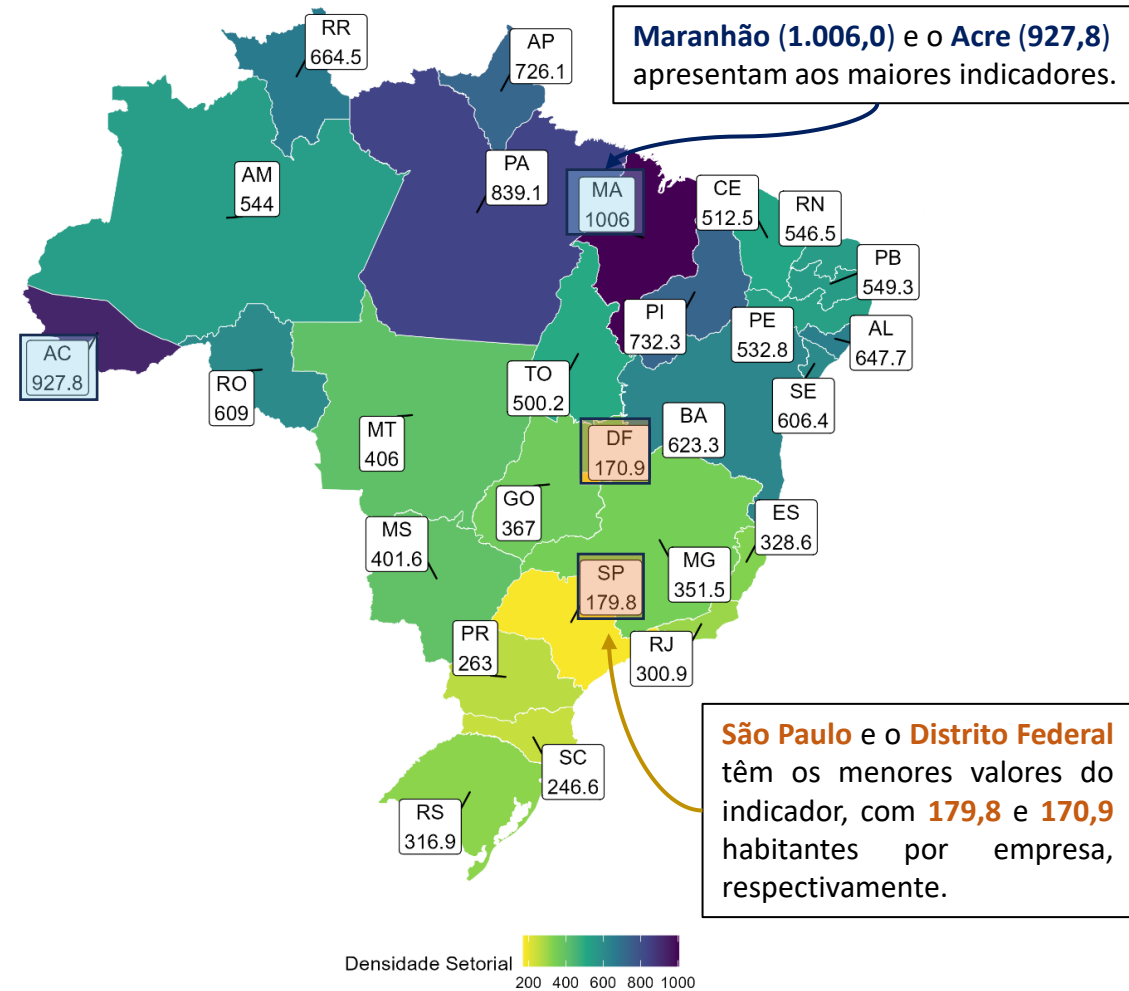 Maranhão (1.006,0) e o Acre (927,8)
apresentam aos maiores indicadores.
RR
664.5
AP
726.1
AM
544
PA
839.1
MA
1006
CE
512.5
RN
546.5
PB
549.3
PI
732.3
PE
532.8
AL
647.7
AC
927.8
RO
609
TO
500.2
SE
606.4
MT
406
DF
170.9
BA
623.3
GO
367
MS
401.6
ES
328.6
MG
351.5
SP
179.8
PR
263
RJ
300.9
SC
246.6
RS
316.9
São Paulo e o Distrito Federal
têm os menores valores do
indicador, com 179,8 e 170,9
habitantes por empresa,
respectivamente.
Densidade Setorial
200 400 600 800 1000